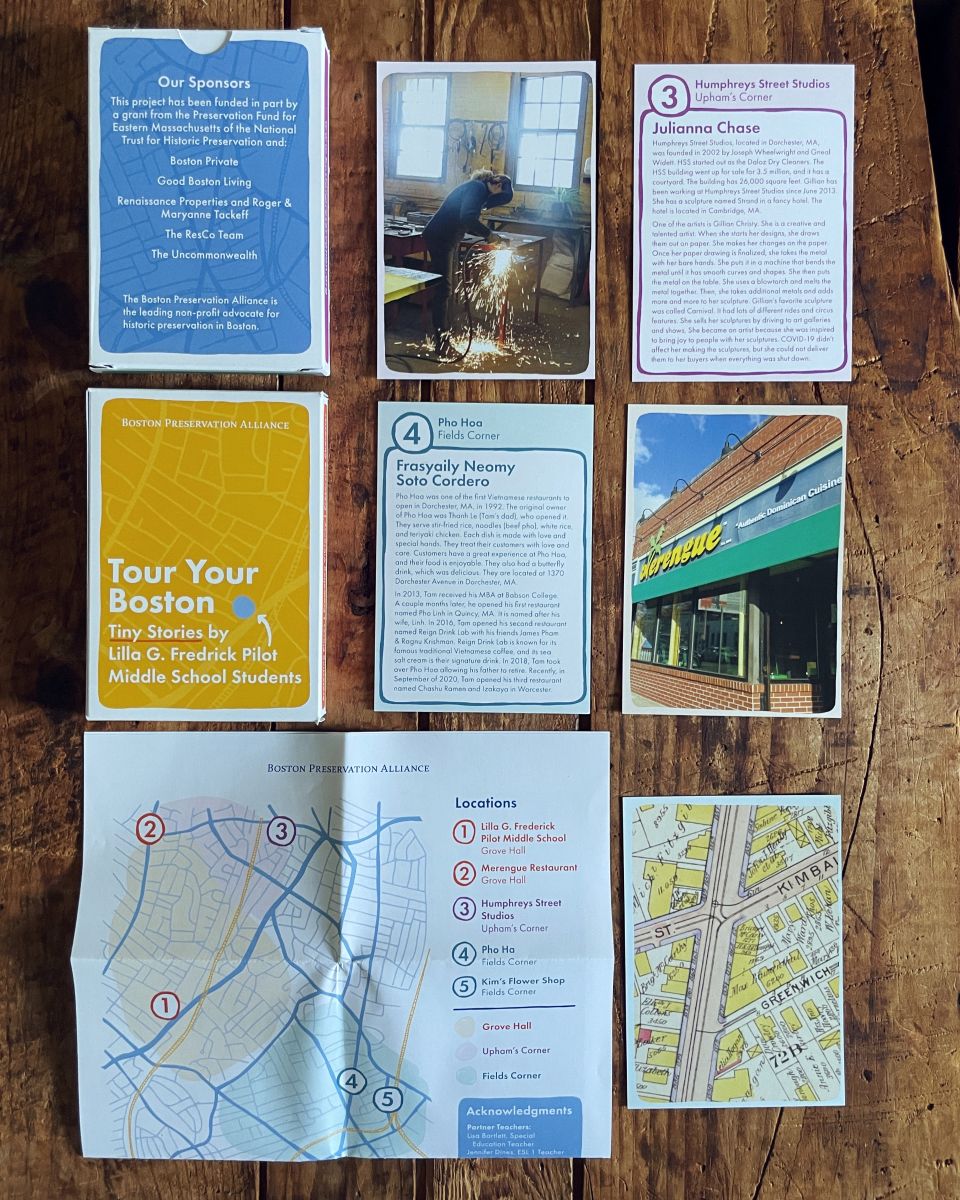 Our Sponsors
This project has been funded in part by
a grant from the Preservation Fund for
Eastern Massachusetts of the National
Trust for Historic Preservation and:
Boston Private
Good Boston Living
Renaissance Properties and Roger &
Maryanne Tackeff
The ResCo Team
The Uncommonwealth
The Boston Preservation Alliance is
the leading non-profit advocate for
historic preservation in Boston.
3
Humphreys Street Studios
Upham's Corner
Julianna Chase
Humphreys Street Studios, located in Dorchester, MA,
was founded in 2002 by Joseph Wheelwright and Gneal
Widett. HSS started out as the Daloz Dry Cleaners. The
HSS building went up for sale for 3.5 million, and it has a
courtyard. The building has 26,000 square feet. Gillian has
been working at Humphreys Street Studios since June 2013.
She has a sculpture named Strand in a fancy hotel. The
hotel is located in Cambridge, MA.
One of the artists is Gillian Christy. She is a creative and
talented artist. When she starts her designs, she draws
them out on paper. She makes her changes on the paper.
Once her paper drawing is finalized, she takes the metal
with her bare hands. She puts it in a machine that bends the
metal until it has smooth curves and shapes. She then puts
the metal on the table. She uses a blowtorch and melts the
metal together. Then, she takes additional metals and adds
more and more to her sculpture. Gillian's favorite sculpture
was called Carnival. It had lots of different rides and circus
features. She sells her sculptures by driving to art galleries
and shows. She became an artist because she was inspired
to bring joy to people with her sculptures. COVID-19 didn't
affect her making the sculptures, but she could not deliver
them to her buyers when everything was shut down.
BOSTON PRESERVATION ALLIANCE
Tour Your
Boston
Tiny Stories by
Lilla G. Fredrick Pilot
Middle School Students
4
Pho Hoa
Fields Corner
Frasyaily Neomy
Soto Cordero
Pho Hoa was one of the first Vietnamese restaurants to
open in Dorchester, MA, in 1992. The original owner
of Pho Hoa was Thanh Le (Tam's dad), who opened it.
They serve stir-fried rice, noodles (beef pho), white rice,
and teriyaki chicken. Each dish is made with love and
special hands. They treat their customers with love and
care. Customers have a great experience at Pho Hoa,
and their food is enjoyable. They also had a butterfly
drink, which was delicious. They are located at 1370
Dorchester Avenue in Dorchester, MA.
In 2013, Tam received his MBA at Babson College.
A couple months later, he opened his first restaurant
named Pho Linh in Quincy, MA. It is named after his
wife, Linh. In 2016, Tam opened his second restaurant
named Reign Drink Lab with his friends James Pham
& Ragnu Krishman. Reign Drink Lab is known for its
famous traditional Vietnamese coffee, and its sea
salt cream is their signature drink. In 2018, Tam took
over Pho Hoa allowing his father to retire. Recently, in
September of 2020, Tam opened his third restaurant
named Chashu Ramen and Izakaya in Worcester.
Merengue
"Authentic Dominican Cuisine
BOSTON PRESERVATION ALLIANCE
2
3
1
4
5
Locations
1 Lilla G. Frederick
Pilot Middle School
Grove Hall
2 Merengue Restaurant
Grove Hall
3 Humphreys Street
Studios
Upham's Corner
4 Pho Ha
Fields Corner
5 Kim's Flower Shop
Fields Corner
Grove Hall
Upham's Corner
Fields Corner
Acknowledgments
Partner Teachers:
Lisa Bartlett, Special
Education Teacher
Jennifer Dines, ESL 1 Teacher
KIMBA
ST.
GREENWICH
72